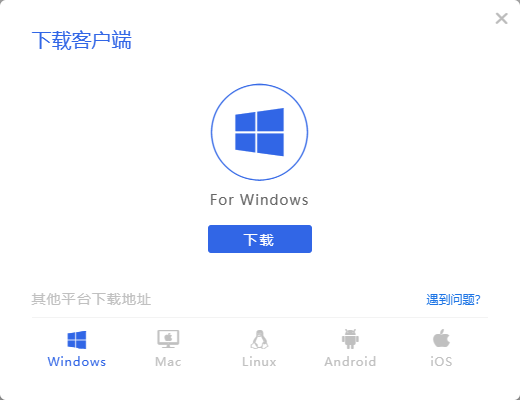 下载客户端
For Windows
下载
其他平台下载地址
遇到问题?
Windows
Mac
Linux
Android
iOS